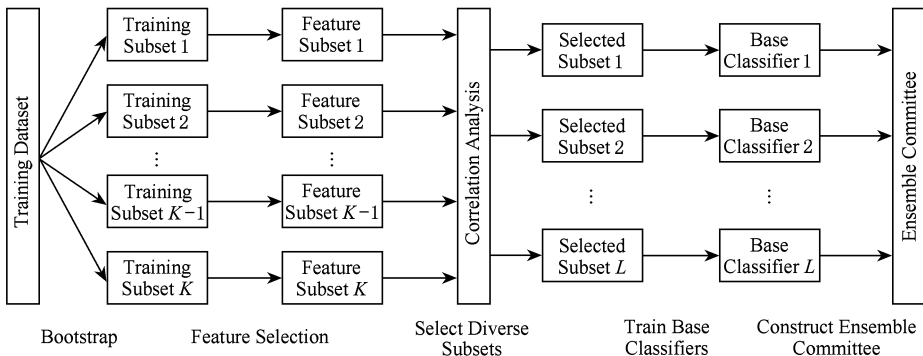 Training Dataset
Training
Subset 1
Feature
Subset 1
Training
Subset 2
Feature
Subset 2
⋮
⋮
Training
Subset K−1
Feature
Subset K−1
Training
Subset K
Feature
Subset K
Correlation Analysis
Selected
Subset 1
Base
Classifier 1
Selected
Subset 2
Base
Classifier 2
⋮
⋮
Selected
Subset L
Base
Classifier L
Ensemble Committee
Bootstrap
Feature Selection
Select Diverse
Subsets
Train Base
Classifiers
Construct Ensemble
Committee